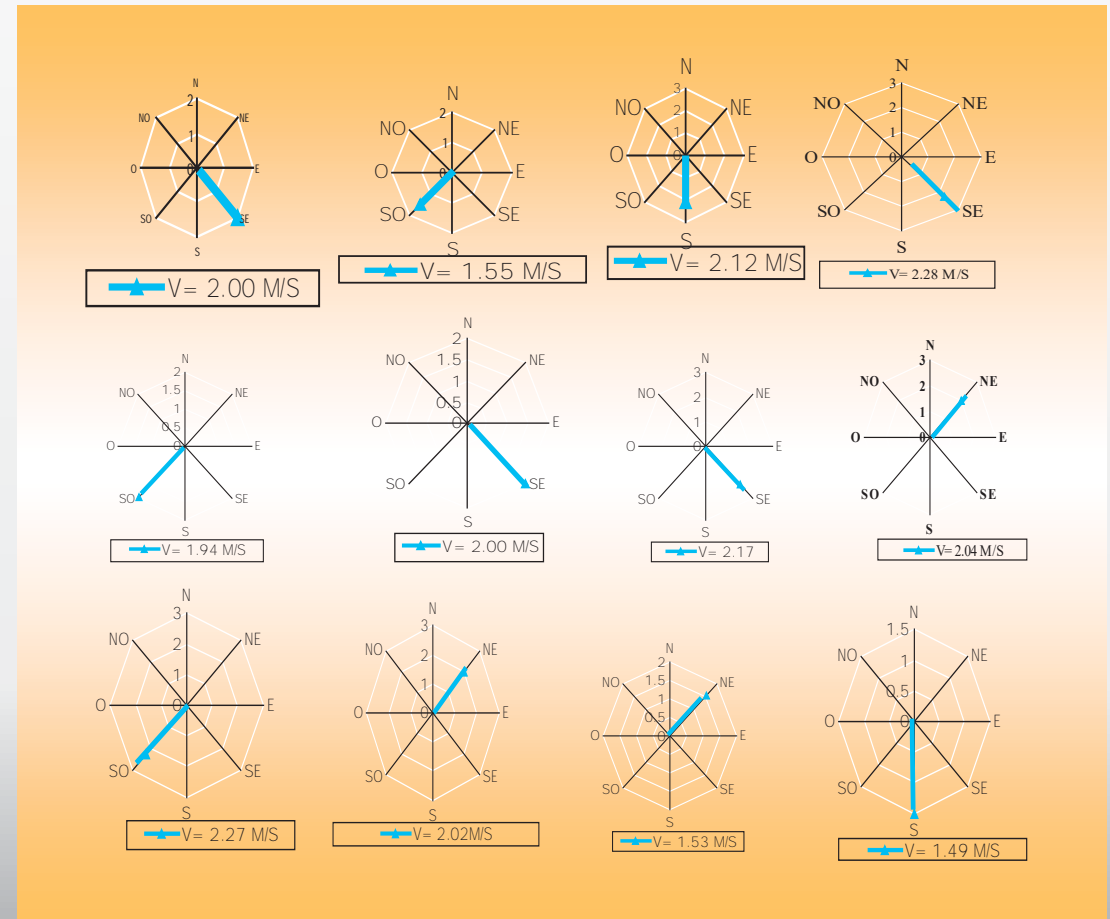 N
2
NO
NE
1
O
0
E
SO
SE
S
V= 2.00 M/S
N
2
NO
NE
1
O
0
E
SO
SE
S
V= 1.55 M/S
N
3
NO
NE
2
1
O
0
E
SO
SE
S
V= 2.12 M/S
N
3
NO
NE
2
1
O
0
E
SO
SE
S
V= 2.28 M/S
N
2
NO
NE
1.5
1
0.5
O
0
E
SO
SE
S
V= 1.94 M/S
N
2
NO
NE
1.5
1
0.5
O
0
E
SO
SE
S
V= 2.00 M/S
N
3
NO
NE
2
1
O
0
E
SO
SE
S
V= 2.17
N
3
NO
NE
2
1
O
0
E
SO
SE
S
V= 2.04 M/S
N
3
NO
NE
2
1
O
0
E
SO
SE
S
V= 2.27 M/S
N
3
NO
NE
2
1
O
0
E
SO
SE
S
V= 2.02M/S
N
2
NO
NE
1.5
1
0.5
O
0
E
SO
SE
S
V= 1.53 M/S
N
1.5
NO
NE
1
0.5
O
0
E
SO
SE
S
V= 1.49 M/S